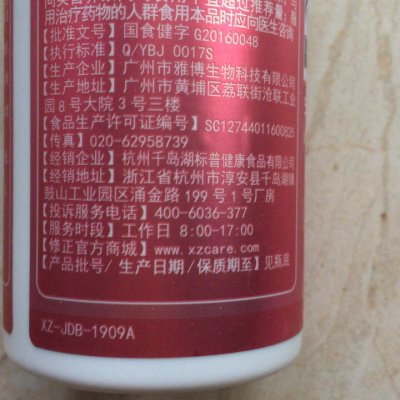 用治疗药物的人群食用本品时应向医生咨询
【批准文号】国食健字 G20160048
【执行标准】Q/YBJ 0017S
【生产企业】广州市雅博生物科技有限公司
【生产地址】广州市黄埔区荔联街沧联工业
园8号大院3号三楼
【食品生产许可证编号】SC12744011600825
【传真】020-62958739
【经销企业】杭州千岛湖标普健康食品有限公司
【经销地址】浙江省杭州市淳安县千岛湖镇
鼓山工业园区涌金路 199 号 1 号厂房
【投诉服务电话】400-6036-377
【服务时段】工作日 8:00-17:00
【修正官方商城】www.xzcare.com
【产品批号/生产日期/保质期至】见瓶底
XZ-JDB-1909A